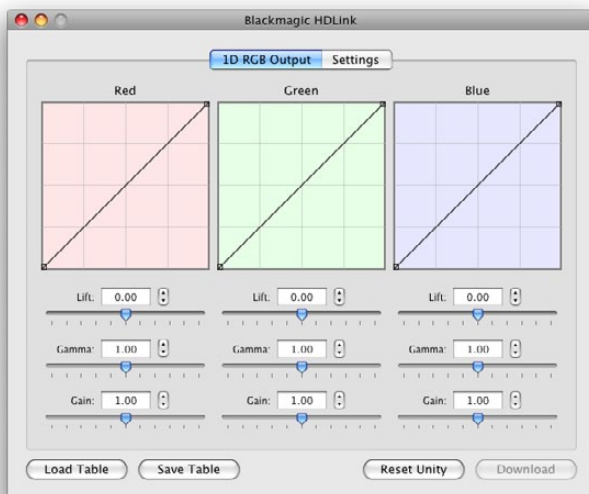 Blackmagic HDLink
1D RGB Output Settings
Red Green Blue
Lift: 0.00 Lift: 0.00 Lift: 0.00
Gamma: 1.00 Gamma: 1.00 Gamma: 1.00
Gain: 1.00 Gain: 1.00 Gain: 1.00
Load Table Save Table Reset Unity Download